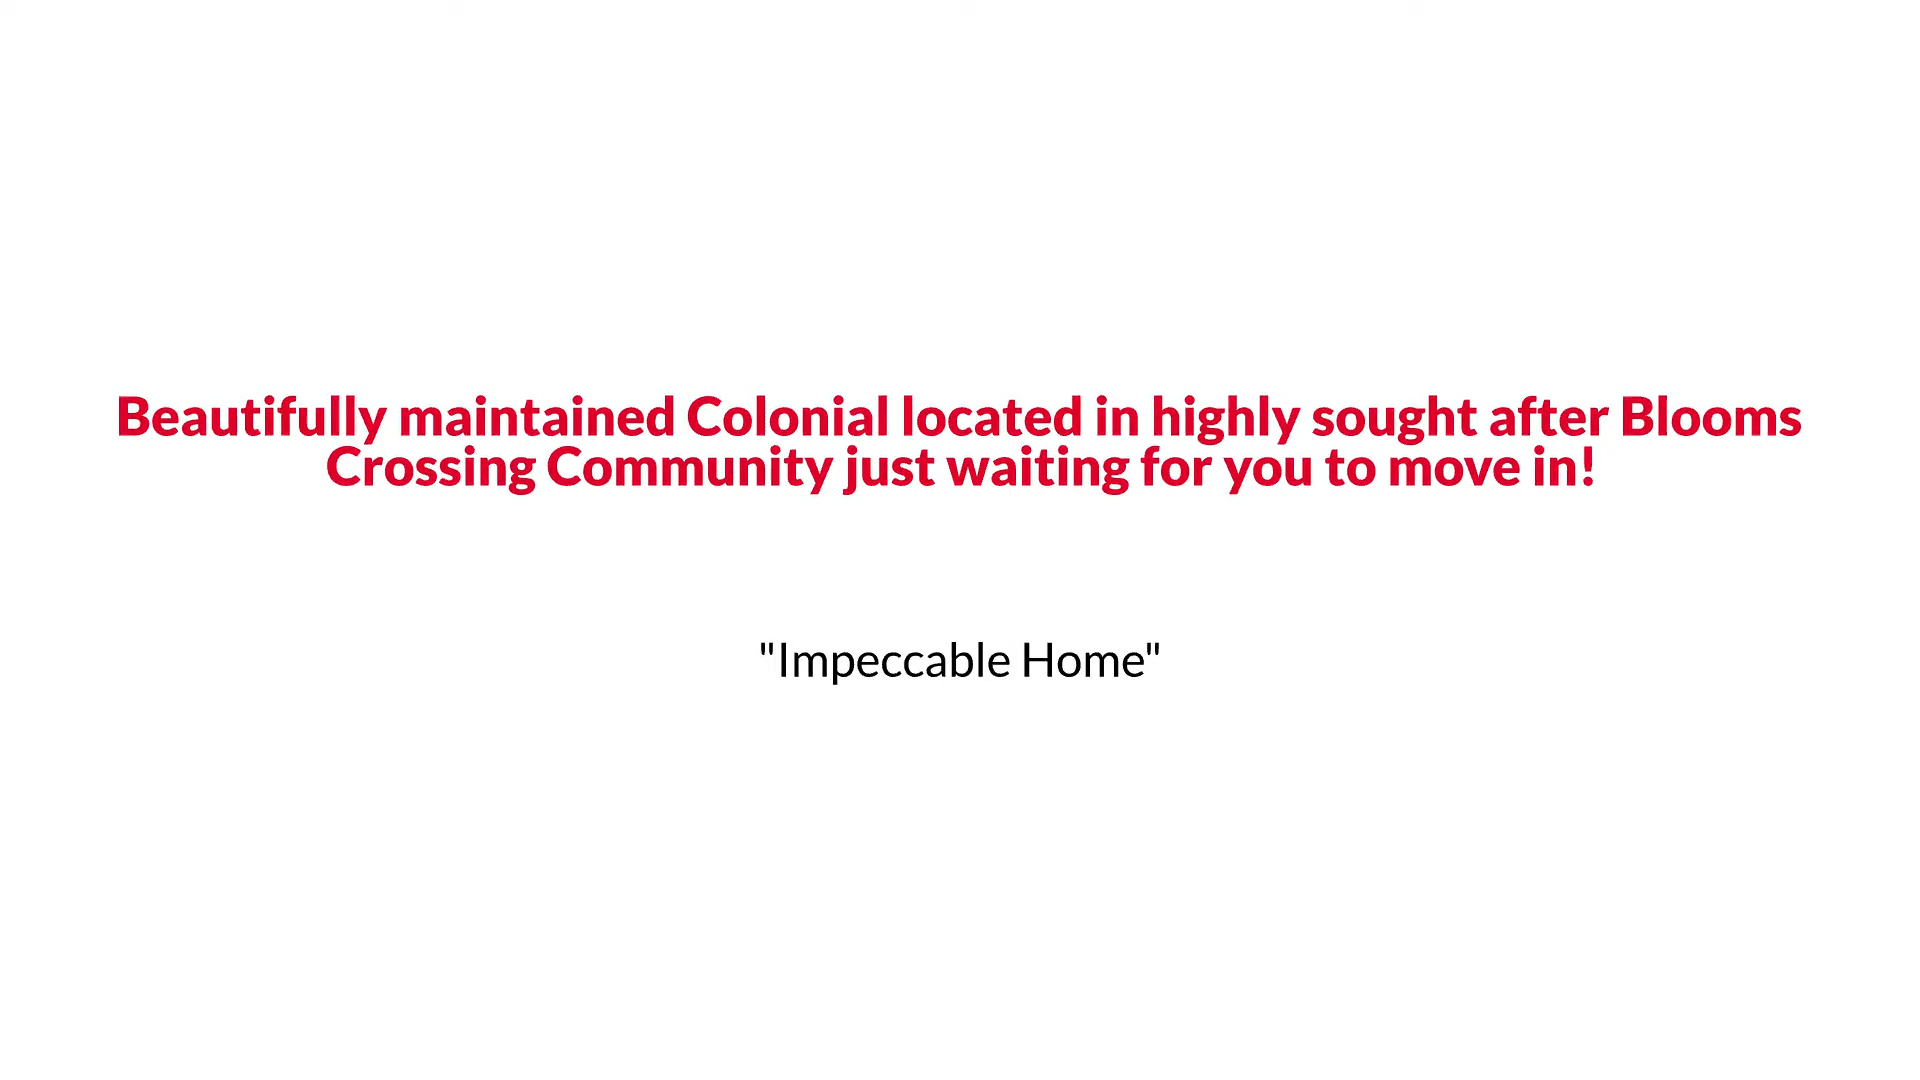 Beautifully maintained Colonial located in highly sought after Blooms
Crossing Community just waiting for you to move in!
"Impeccable Home"